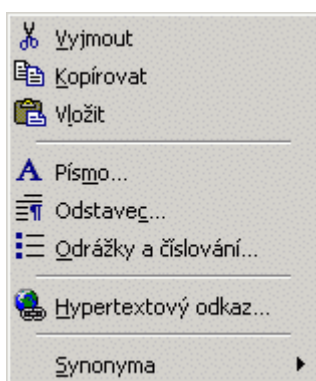 Vyjmout
Kopírovat
Vložit
Písmo...
Odstavec...
Odrážky a číslování...
Hypertextový odkaz...
Synonyma